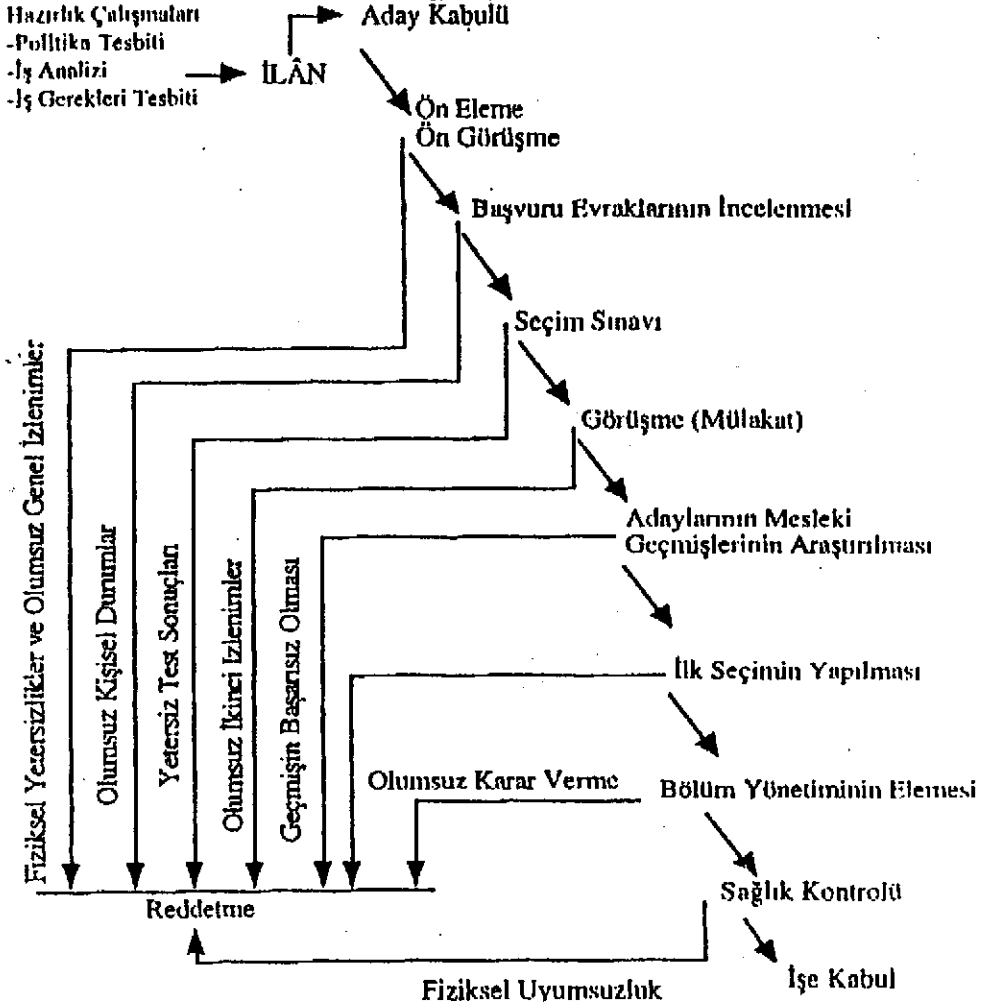 Hazırlık Çalışmaları
-Politika Tesbiti
-İş Analizi
-İş Gerekleri Tesbiti
İLÂN
Aday Kabulü
Ön Eleme
Ön Görüşme
Başvuru Evraklarının İncelenmesi
Seçim Sınavı
Görüşme (Mülakat)
Adaylarının Mesleki
Geçmişlerinin Araştırılması
İlk Seçimin Yapılması
Bölüm Yönetiminin Elemesi
Sağlık Kontrolü
İşe Kabul
Fiziksel Yetersizlikler ve Olumsuz Genel İzlenimler
Olumsuz Kişisel Durumlar
Yetersiz Test Sonuçları
Olumsuz İkinci Izlenimler
Geçmişin Başarısız Olması
Olumsuz Karar Verme
Reddetme
Fiziksel Uyumsuzluk